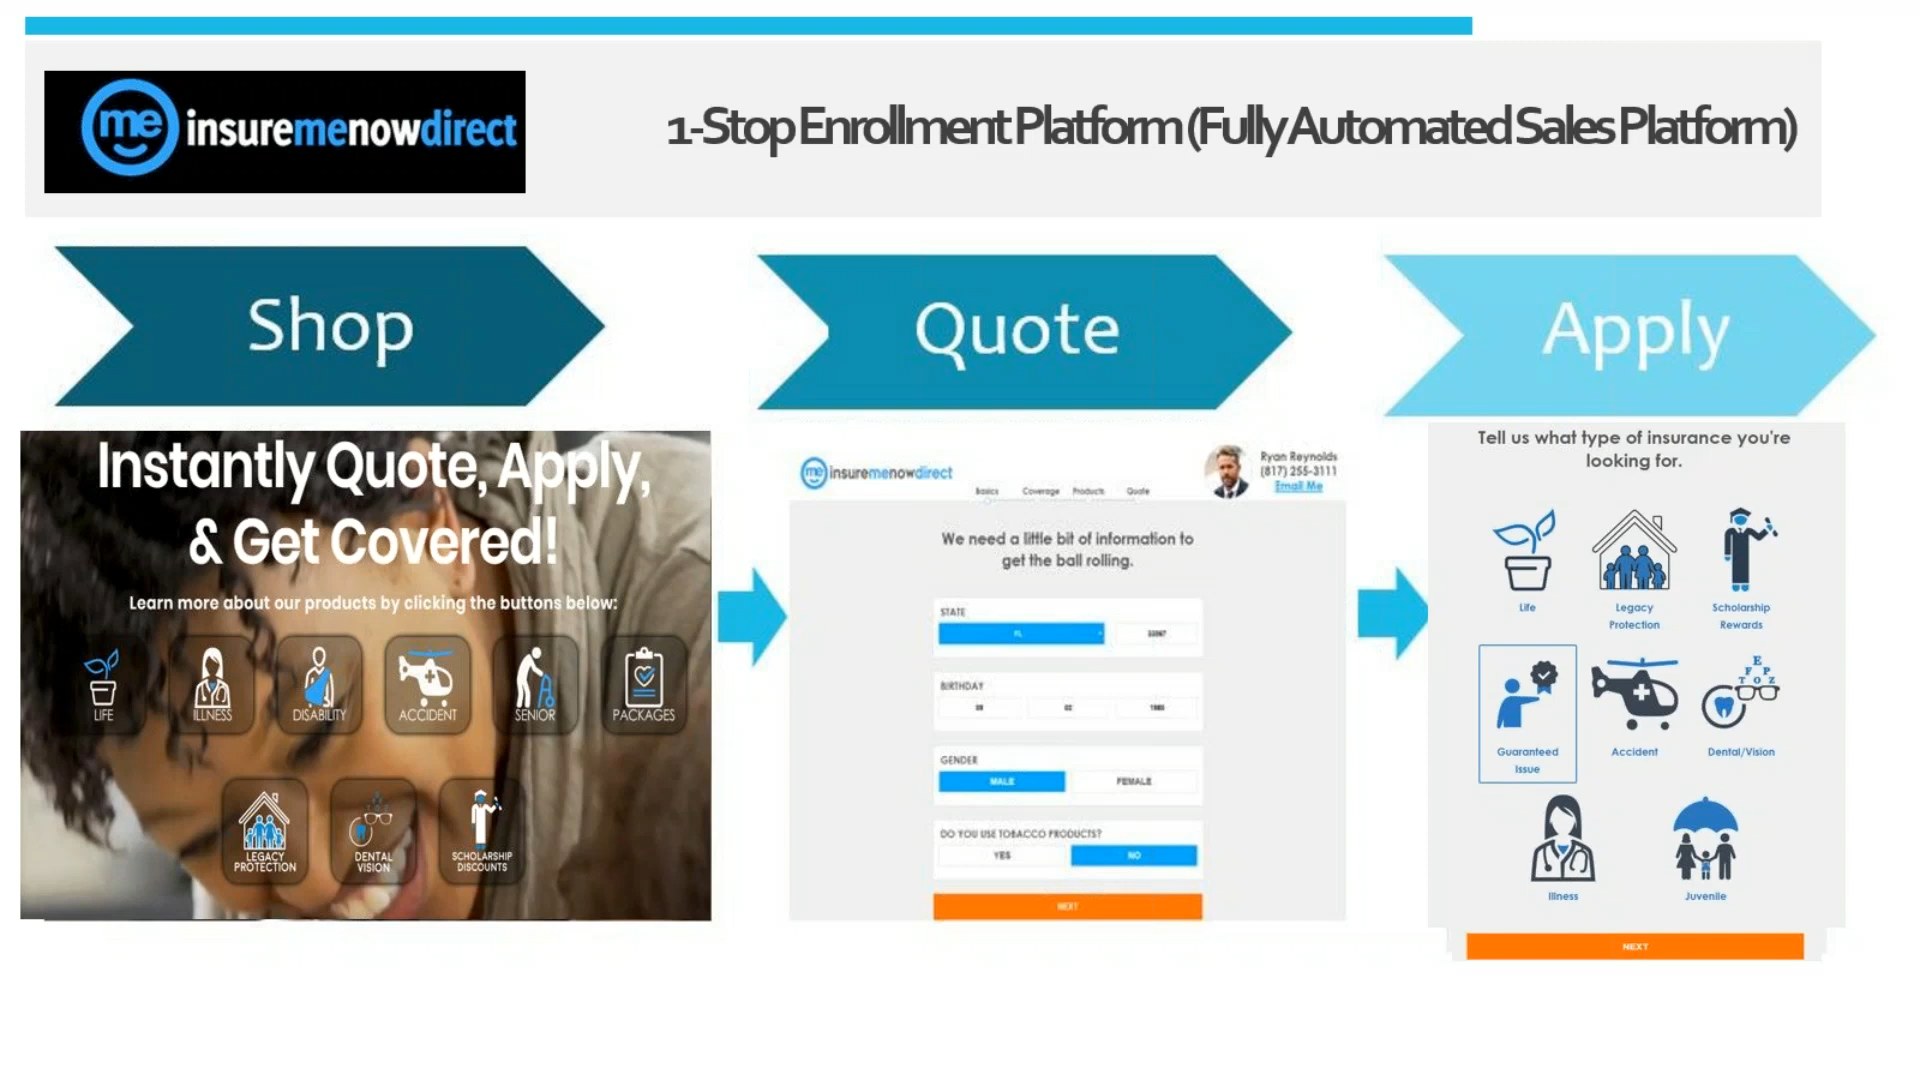 me insuremenowdirect
1-Stop Enrollment Platform (Fully Automated Sales Platform)
Shop
Quote
Apply
Instantly Quote, Apply,
& Get Covered!
Learn more about our products by clicking the buttons below:
LIFE
ILLNESS
DISABILITY
ACCIDENT
SENIOR
PACKAGES
LEGACY
PROTECTION
DENTAL
VISION
SCHOLARSHIP
DISCOUNTS
me insuremenowdirect
Basics Coverage Products Quote
Ryan Reynolds
(817) 255-3111
Email Me
We need a little bit of information to
get the ball rolling.
STATE
FL
BIRTHDAY
GENDER
MALE FEMALE
DO YOU USE TOBACCO PRODUCTS?
YES NO
NEXT
Tell us what type of insurance you're
looking for.
Life
Legacy
Protection
Scholarship
Rewards
Guaranteed
Issue
Accident
E
F P
T O Z
Dental/Vision
Illness
Juvenile
NEXT